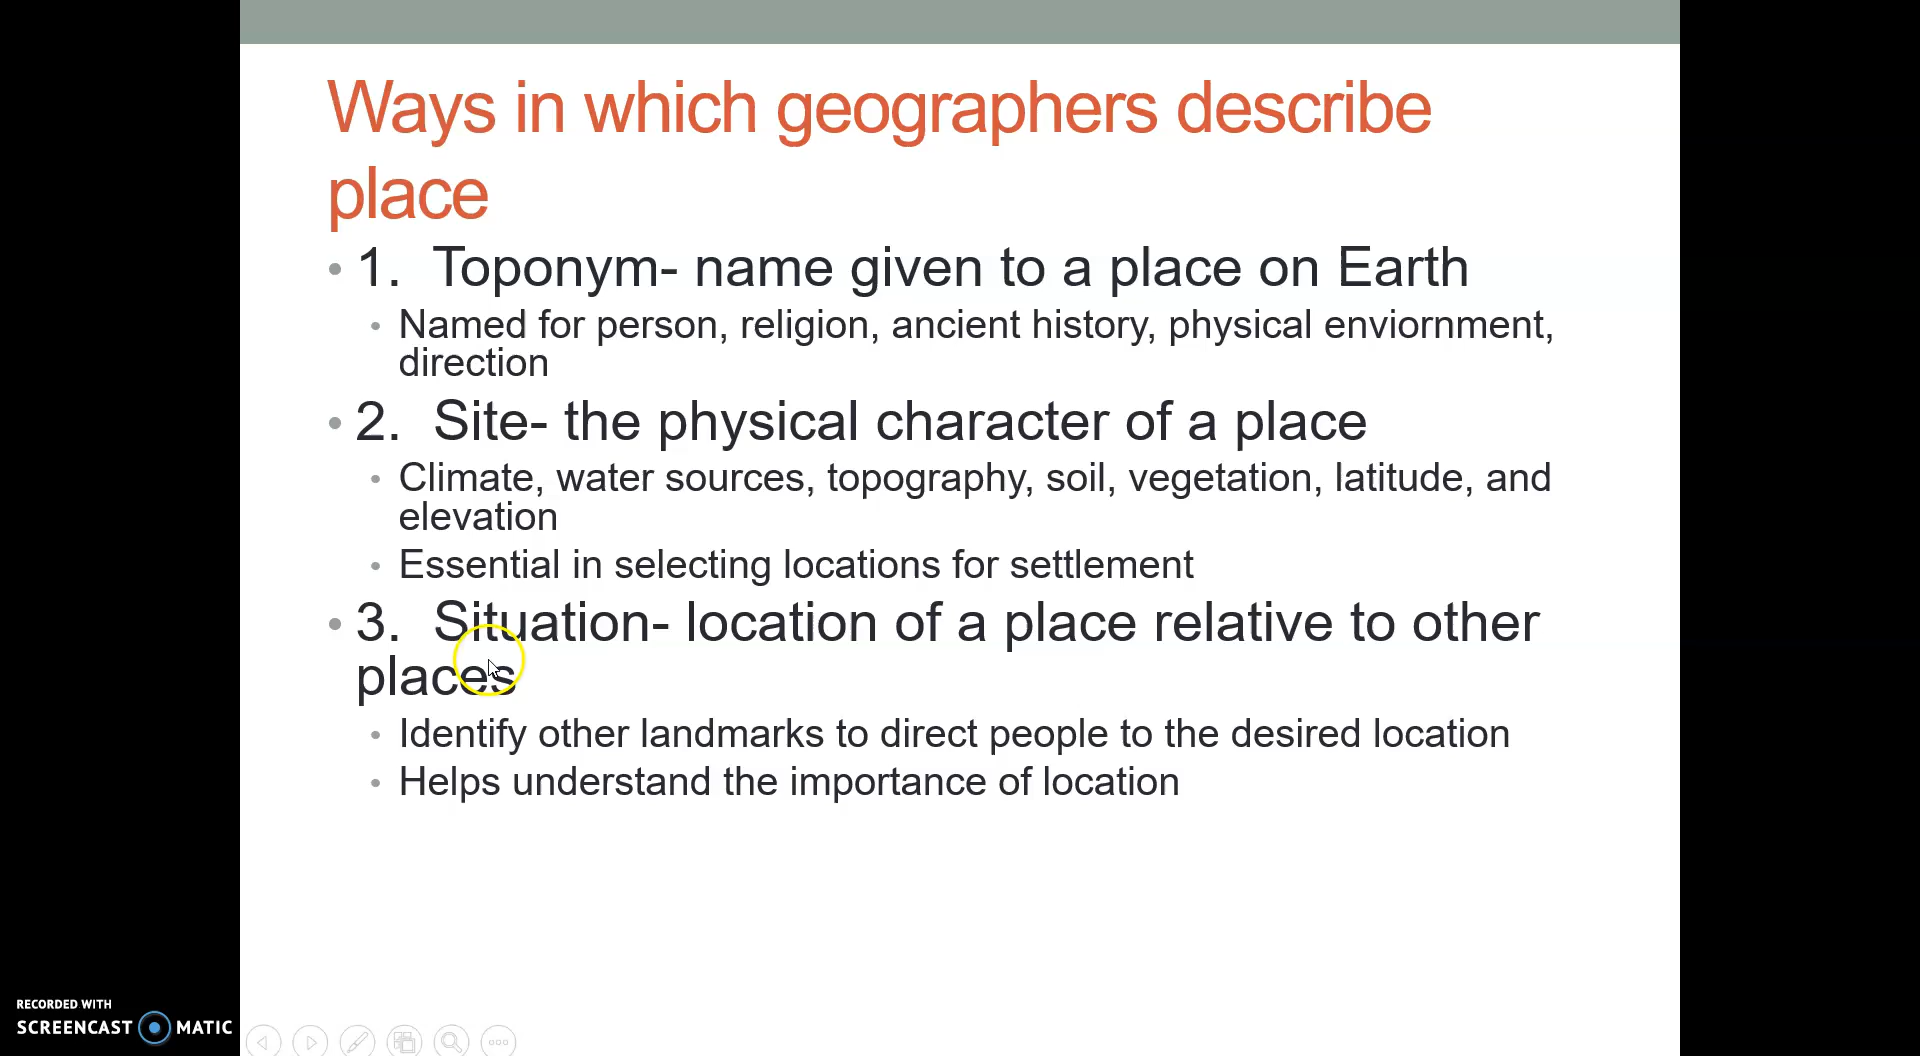 Ways in which geographers describe
place
• 1. Toponym- name given to a place on Earth
• Named for person, religion, ancient history, physical enviornment,
direction
• 2. Site- the physical character of a place
• Climate, water sources, topography, soil, vegetation, latitude, and
elevation
• Essential in selecting locations for settlement
• 3. Situation- location of a place relative to other
places
• Identify other landmarks to direct people to the desired location
• Helps understand the importance of location
RECORDED WITH
SCREENCAST MATIC